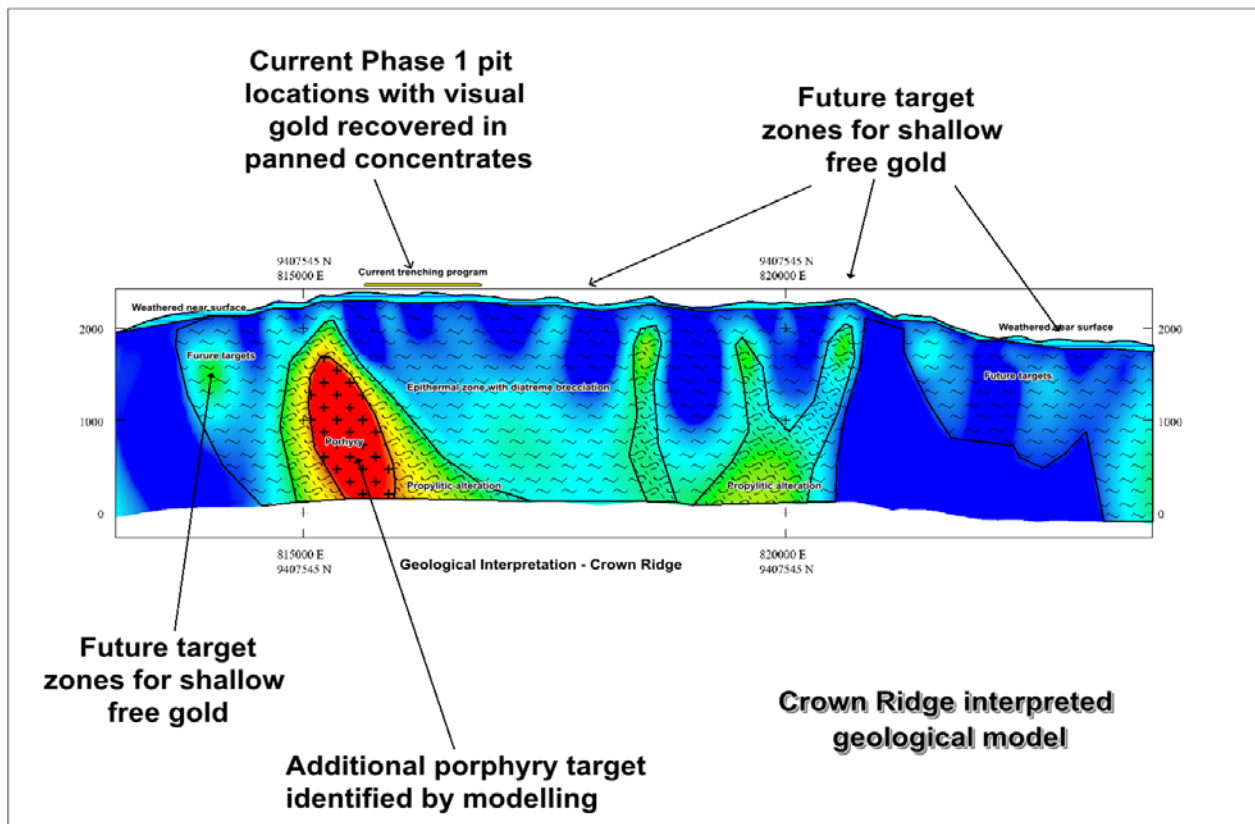 Current Phase 1 pit
locations with visual
gold recovered in
panned concentrates
Future target
zones for shallow
free gold
9407545 N
815000 E
Current trenching program
9407545 N
820000 E
Weathered near surface
Weathered near surface
2000
2000
Furure targets
Future targets
Epithermal zone with diatreme brecciation
1000
1000
Porhyry
Propylitic alteration
Propylitic alteration
0
0
815000 E
9407545 N
Geological Interpretation - Crown Ridge
820000 E
9407545 N
Future target
zones for shallow
free gold
Crown Ridge interpreted
geological model
Additional porphyry target
identified by modelling